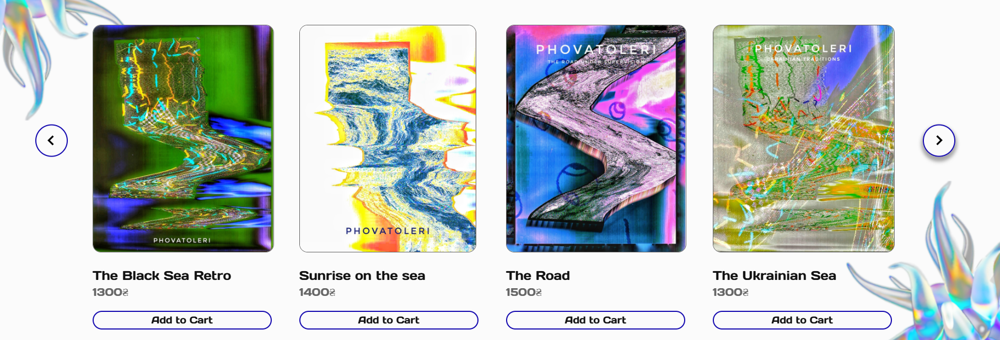 PHOVATOLERI
PHOVATOLERI
PHOVATOLERI
THE ROAD UNDER SUPERVISION
PHOVATOLERI
UKRAINIAN TRADITIONS
The Black Sea Retro
1300₴
Add to Cart
Sunrise on the sea
1400₴
Add to Cart
The Road
1500₴
Add to Cart
The Ukrainian Sea
1300₴
Add to Cart